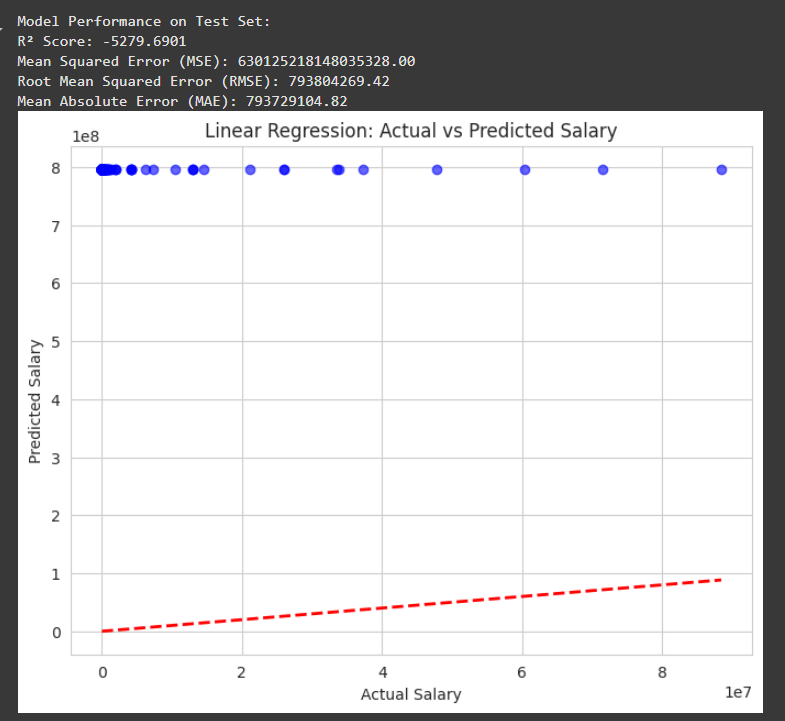 Model Performance on Test Set:
R² Score: -5279.6901
Mean Squared Error (MSE): 630125218148035328.00
Root Mean Squared Error (RMSE): 793804269.42
Mean Absolute Error (MAE): 793729104.82
Linear Regression: Actual vs Predicted Salary
1e8
8
7
6
5
4
3
2
1
0
Predicted Salary
0 2 4 6 8
1e7
Actual Salary